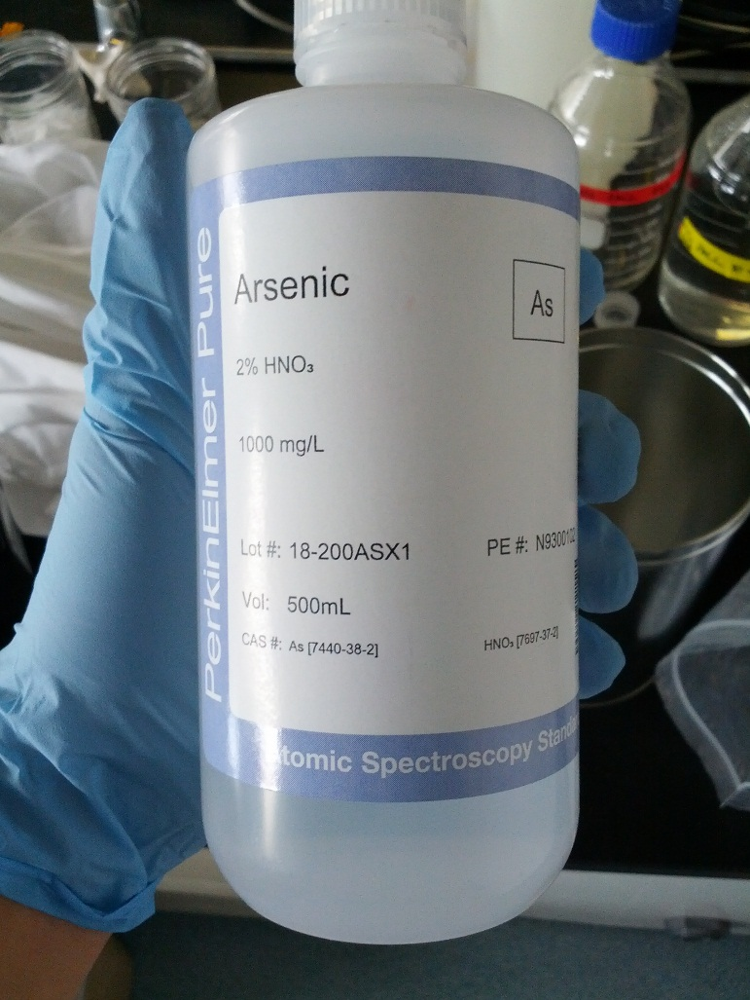 PerkinElmer Pure
Arsenic
As
2% HNO₃
1000 mg/L
Lot #: 18-200ASX1
PE #: N9300102
Vol: 500mL
CAS #: As [7440-38-2]
HNO₃ [7697-37-2]
tomic Spectroscopy Standa